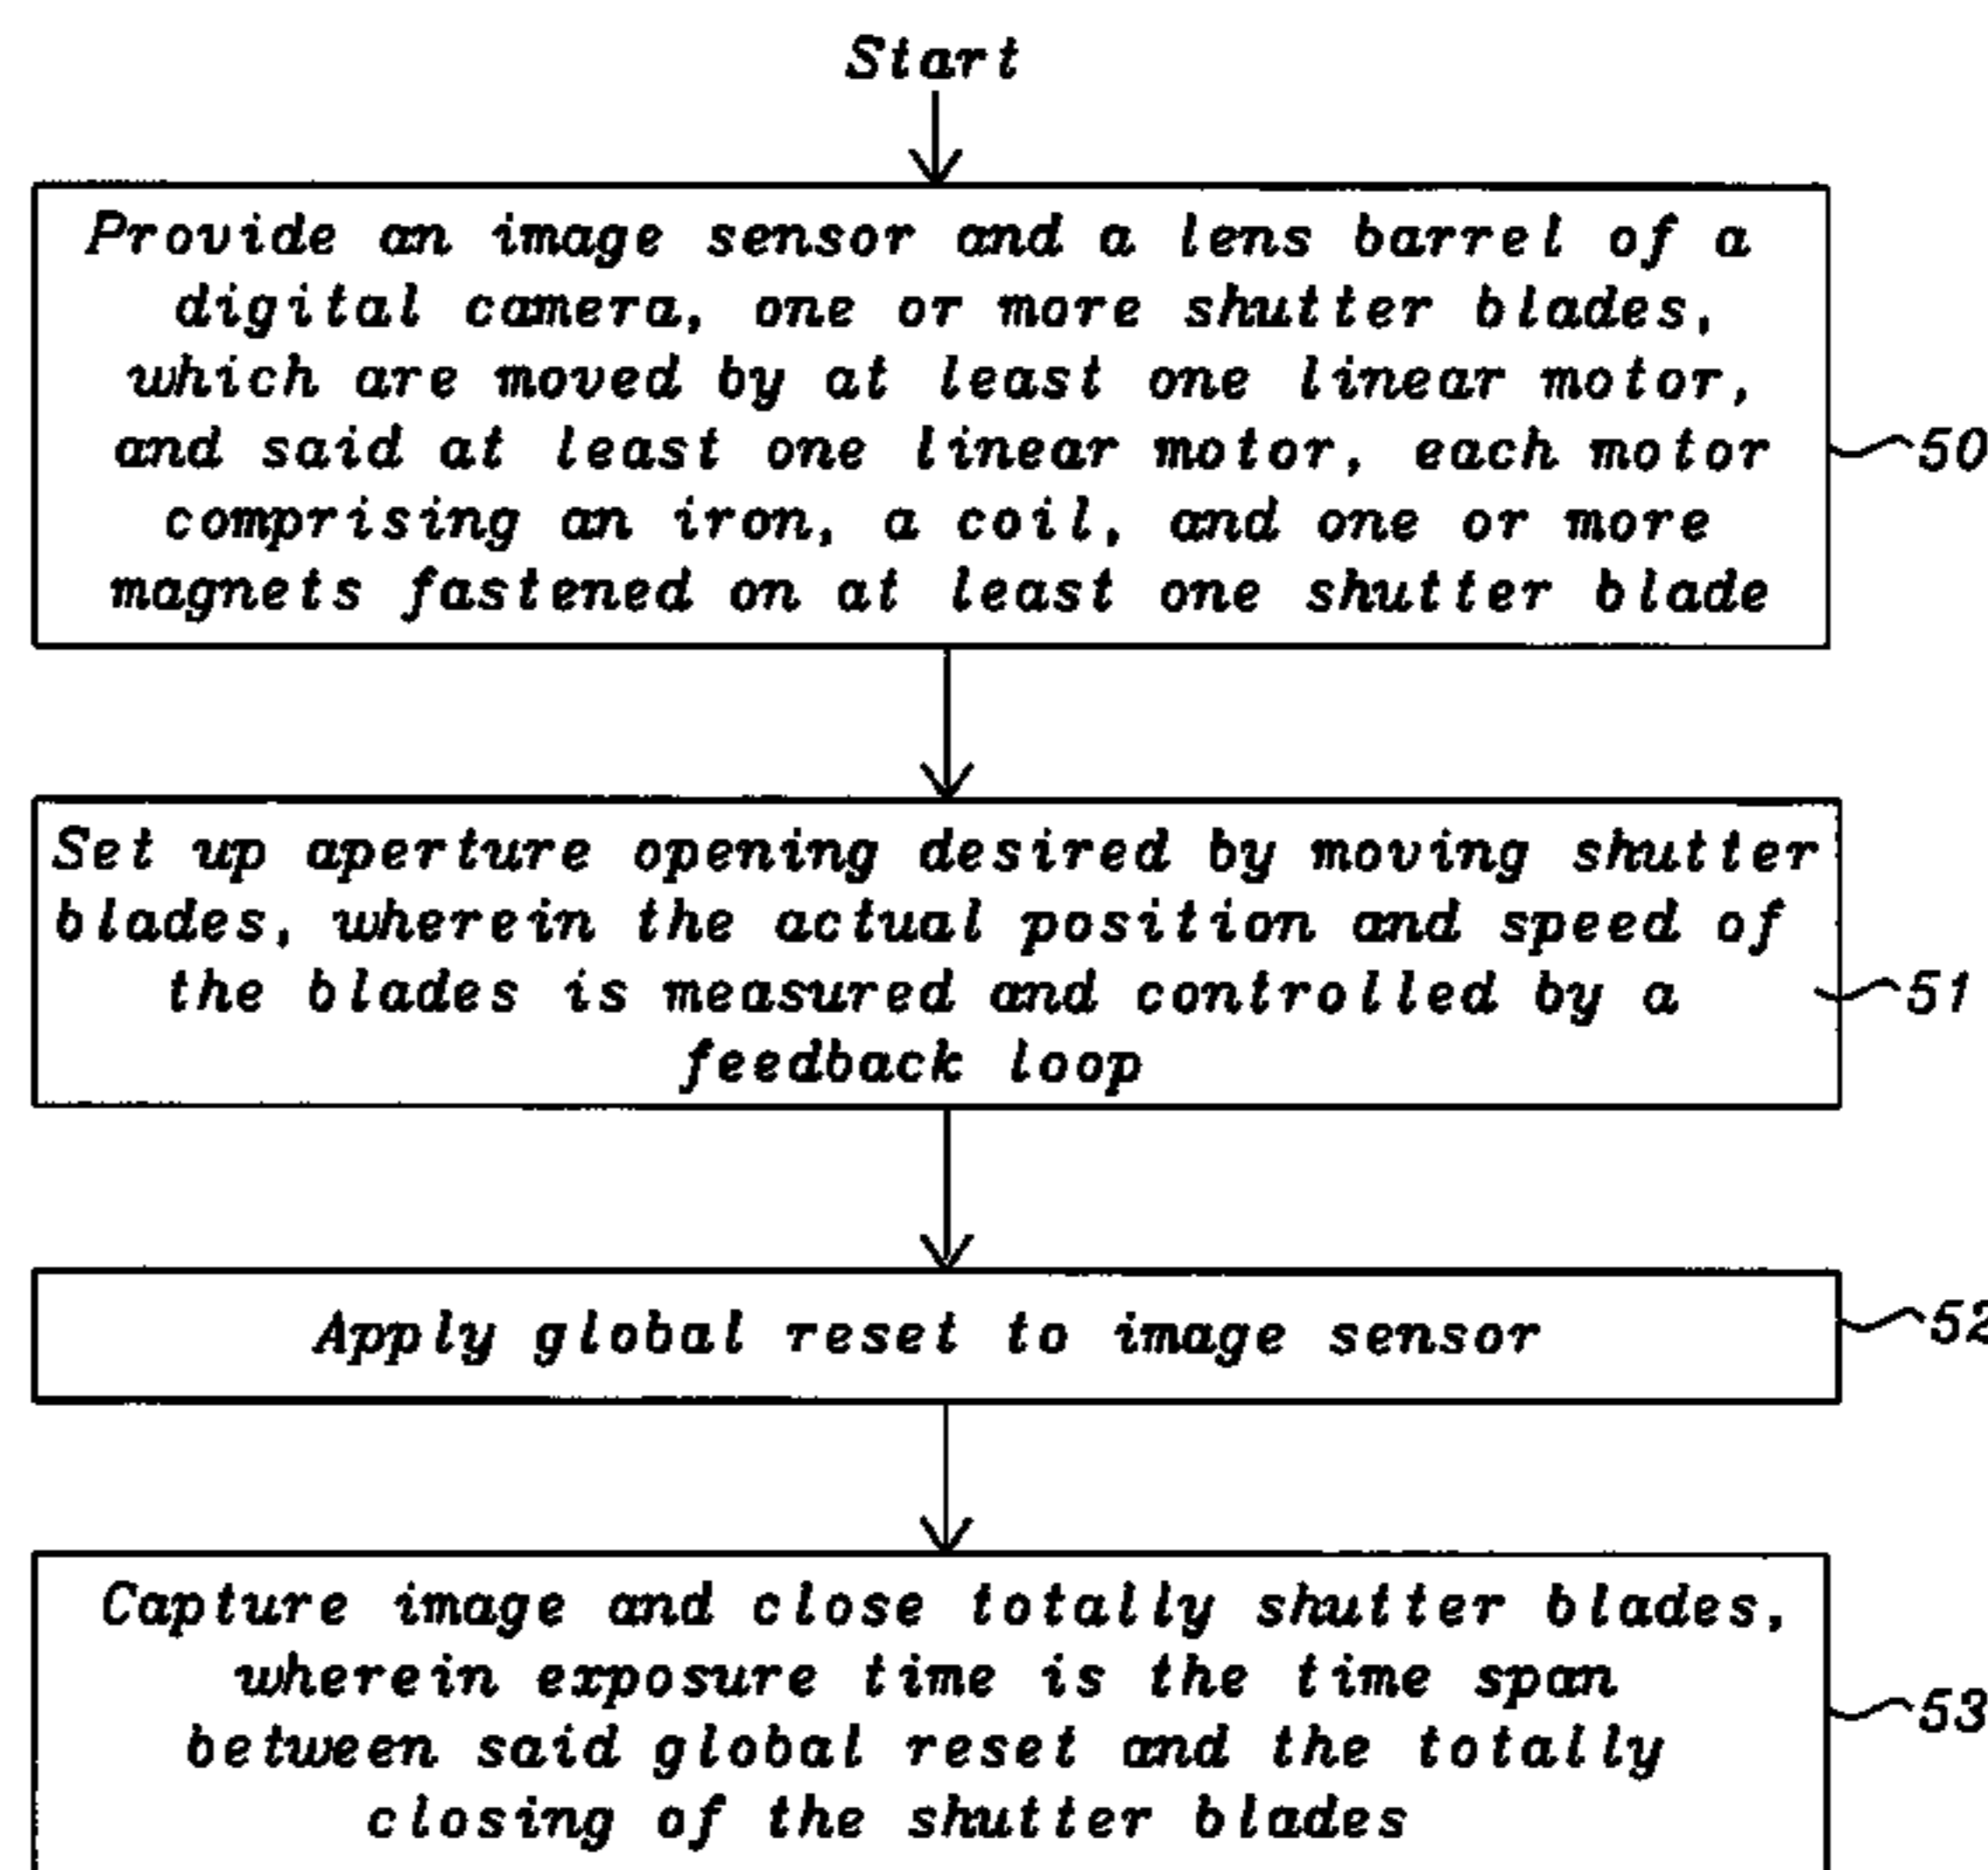 Start
Provide an image sensor and a lens barrel of a
digital camera, one or more shutter blades,
which are moved by at least one linear motor,
and said at least one linear motor, each motor
comprising an iron, a coil, and one or more
magnets fastened on at least one shutter blade
50
Set up aperture opening desired by moving shutter
blades, wherein the actual position and speed of
the blades is measured and controlled by a
feedback loop
51
Apply global reset to image sensor
52
Capture image and close totally shutter blades,
wherein exposure time is the time span
between said global reset and the totally
closing of the shutter blades
53